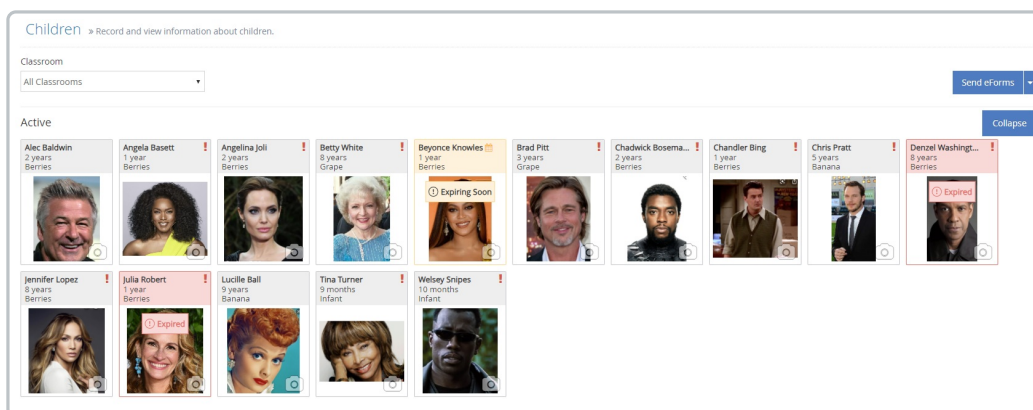 Children » Record and view information about children.
Classroom
All Classrooms
Send eForms
Active
Collapse
Alec Baldwin
2 years
Berries
Angela Basett
1 year
Berries
Angelina Joli
2 years
Berries
Betty White
8 years
Grape
Beyonce Knowles
1 year
Berries
Expiring Soon
Brad Pitt
3 years
Grape
Chadwick Bosema...
2 years
Berries
Chandler Bing
1 year
Berries
Chris Pratt
5 years
Banana
Denzel Washingt...
8 years
Berries
Expired
Jennifer Lopez
8 years
Berries
Julia Robert
1 year
Berries
Expired
Lucille Ball
9 years
Banana
Tina Turner
9 months
Infant
Welsey Snipes
10 months
Infant